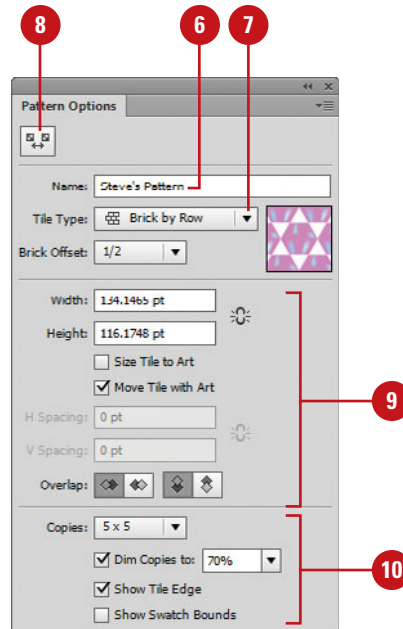 8 6 7
Pattern Options
Name: Steve's Pattern
Tile Type: Brick by Row
Brick Offset: 1/2
Width: 134.1465 pt
Height: 116.1748 pt
Size Tile to Art
Move Tile with Art
9
H Spacing: 0 pt
V Spacing: 0 pt
Overlap:
Copies: 5 x 5
Dim Copies to: 70%
10
Show Tile Edge
Show Swatch Bounds